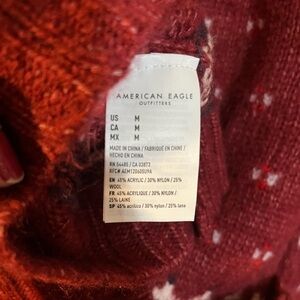 AMERICAN EAGLE
OUTFITTERS
US M
CA M
MX M
MADE IN CHINA / FABRIQUÉ EN CHINE /
HECHO EN CHINA
RN 54485 / CA 03873
EN 45% ACRYLIC / 30% NYLON / 25%
WOOL
FR 45% ACRYLIQUE / 30% NYLON /
25% LAINE
SP 45% acrílico / 30% nylon / 25% lana